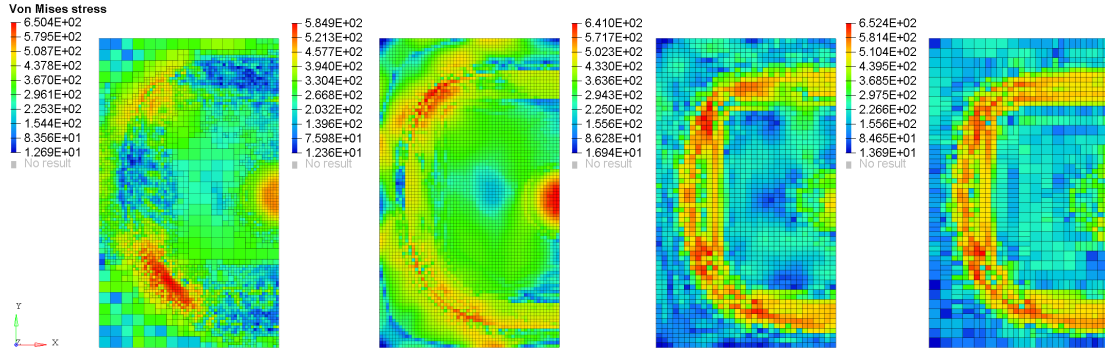 Von Mises stress
6.504E+02
5.795E+02
5.087E+02
4.378E+02
3.670E+02
2.961E+02
2.253E+02
1.544E+02
8.356E+01
1.269E+01
No result
5.849E+02
5.213E+02
4.577E+02
3.940E+02
3.304E+02
2.668E+02
2.032E+02
1.396E+02
7.598E+01
1.236E+01
No result
6.410E+02
5.717E+02
5.023E+02
4.330E+02
3.636E+02
2.943E+02
2.250E+02
1.556E+02
8.628E+01
1.694E+01
No result
6.524E+02
5.814E+02
5.104E+02
4.395E+02
3.685E+02
2.975E+02
2.266E+02
1.556E+02
8.465E+01
1.369E+01
No result
Y
Z X